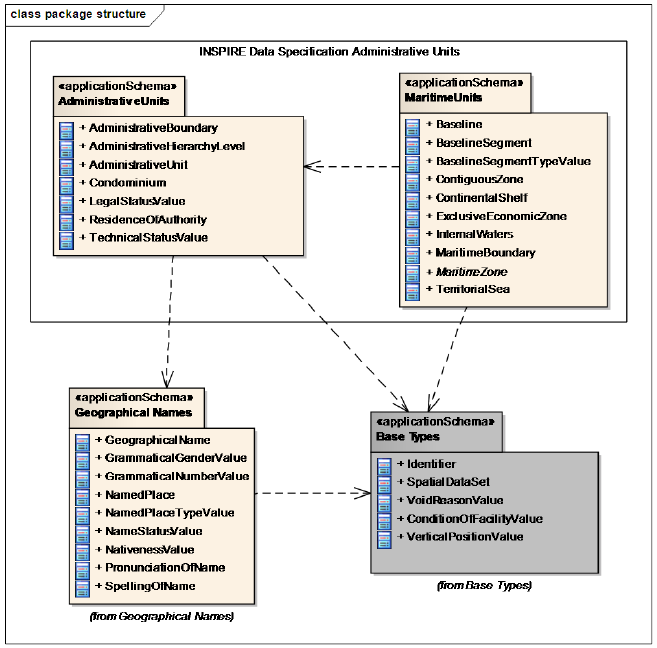 class package structure
INSPIRE Data Specification Administrative Units
«applicationSchema»
AdministrativeUnits
+ AdministrativeBoundary
+ AdministrativeHierarchyLevel
+ AdministrativeUnit
+ Condominium
+ LegalStatusValue
+ ResidenceOfAuthority
+ TechnicalStatusValue
«applicationSchema»
MaritimeUnits
+ Baseline
+ BaselineSegment
+ BaselineSegmentTypeValue
+ ContiguousZone
+ ContinentalShelf
+ ExclusiveEconomicZone
+ InternalWaters
+ MaritimeBoundary
+ MaritimeZone
+ TerritorialSea
«applicationSchema»
Geographical Names
+ GeographicalName
+ GrammaticalGenderValue
+ GrammaticalNumberValue
+ NamedPlace
+ NamedPlaceTypeValue
+ NameStatusValue
+ NativenessValue
+ PronunciationOfName
+ SpellingOfName
(from Geographical Names)
«applicationSchema»
Base Types
+ Identifier
+ SpatialDataSet
+ VoidReasonValue
+ ConditionOfFacilityValue
+ VerticalPositionValue
(from Base Types)